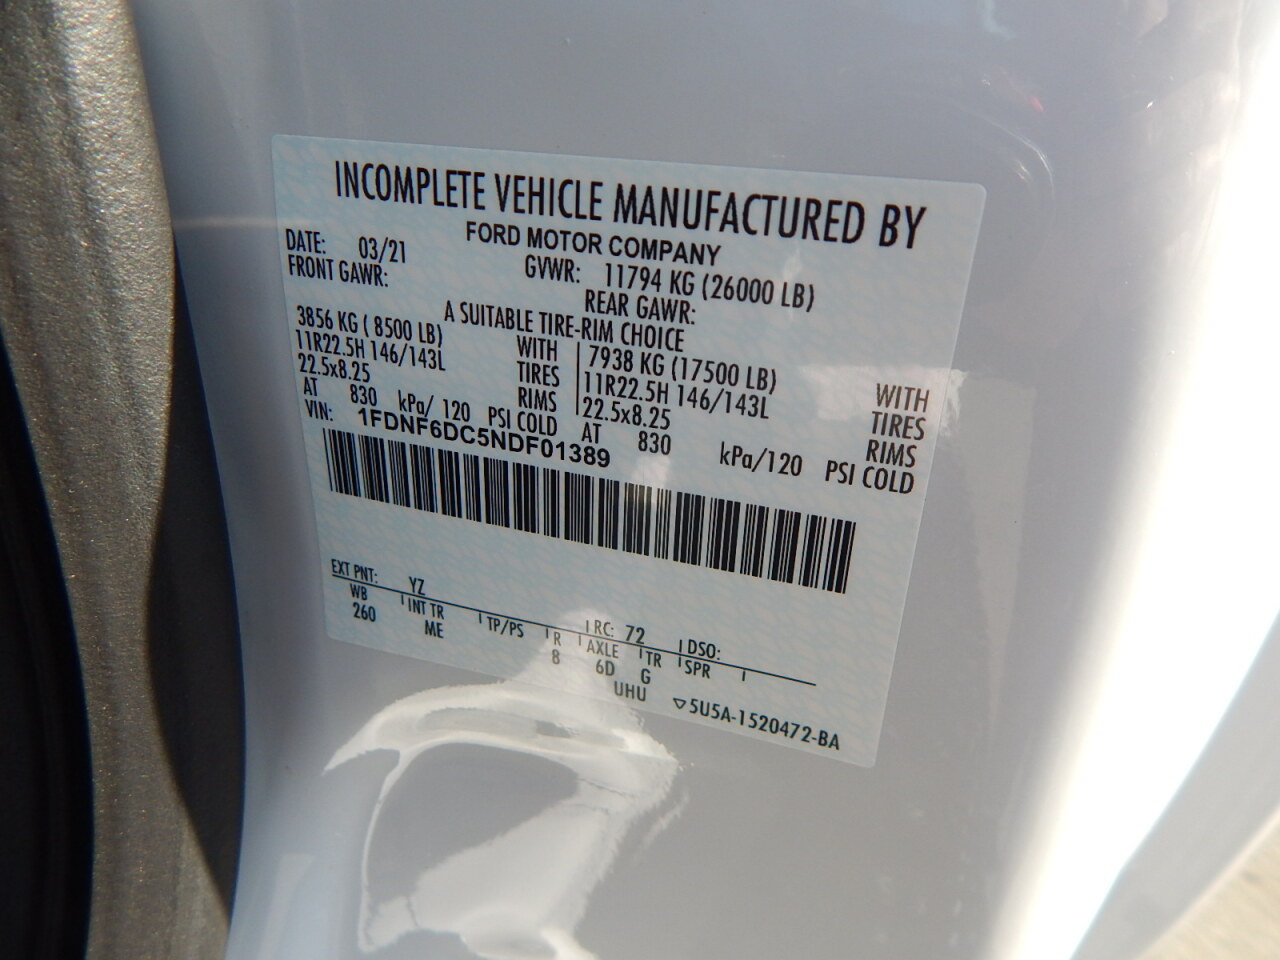 INCOMPLETE VEHICLE MANUFACTURED BY
FORD MOTOR COMPANY
DATE: 03/21 GVWR: 11794 KG (26000 LB)
FRONT GAWR: REAR GAWR:
A SUITABLE TIRE-RIM CHOICE
3856 KG ( 8500 LB) WITH 7938 KG (17500 LB) WITH
11R22.5H 146/143L TIRES 11R22.5H 146/143L TIRES
22.5x8.25 RIMS 22.5x8.25 RIMS
AT 830 kPa/ 120 PSI COLD AT 830 kPa/120 PSI COLD
VIN: 1FDNF6DC5NDF01389
EXT PNT: YZ RC: 72 DSO:
WB INT TR TP/PS R AXLE TR SPR
260 ME 8 6D G
UHU 5U5A-1520472-BA